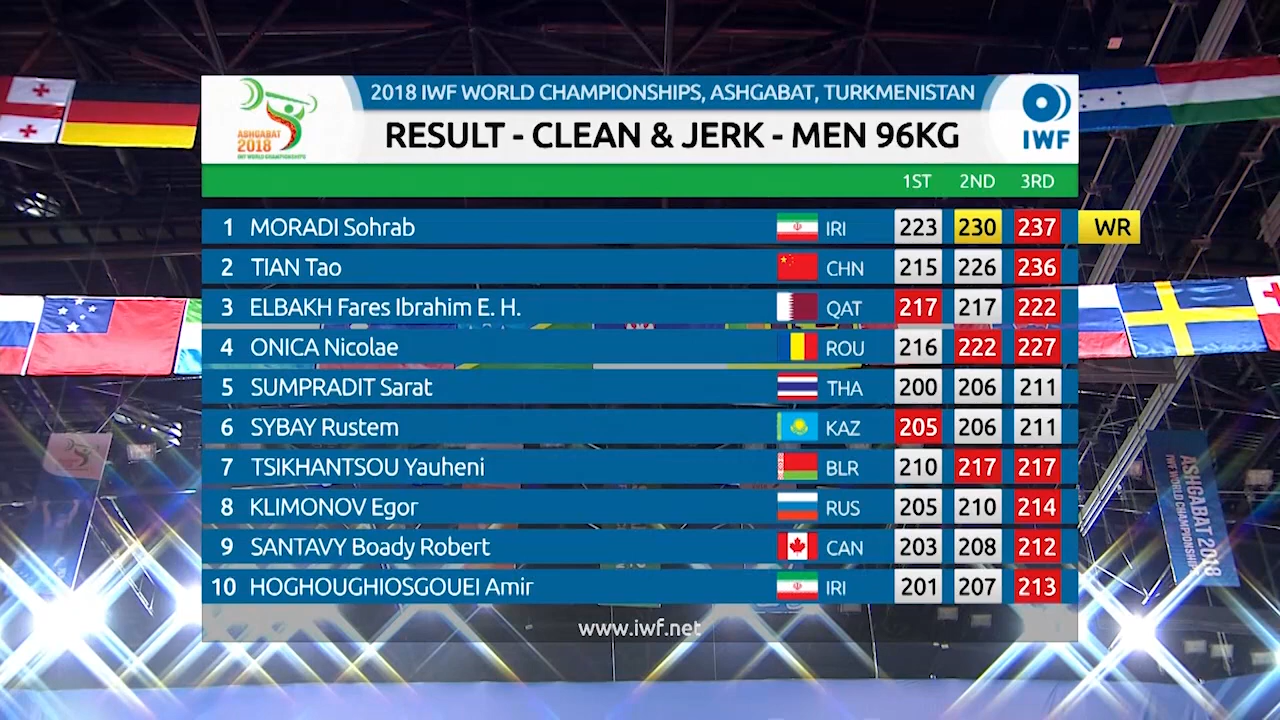 2018 IWF WORLD CHAMPIONSHIPS, ASHGABAT, TURKMENISTAN
ASHGABAT
2018
IWF WORLD CHAMPIONSHIPS
RESULT - CLEAN & JERK - MEN 96KG
IWF
1ST 2ND 3RD
1 MORADI Sohrab IRI 223 230 237 WR
2 TIAN Tao CHN 215 226 236
3 ELBAKH Fares Ibrahim E. H. QAT 217 217 222
4 ONICA Nicolae ROU 216 222 227
5 SUMPRADIT Sarat THA 200 206 211
6 SYBAY Rustem KAZ 205 206 211
7 TSIKHANTSOU Yauheni BLR 210 217 217
8 KLIMONOV Egor RUS 205 210 214
9 SANTAVY Boady Robert CAN 203 208 212
10 HOGHOUGHIOSGOUEI Amir IRI 201 207 213
www.iwf.net
ASHGABAT 2018
IWF WORLD CHAMPIONSHIPS